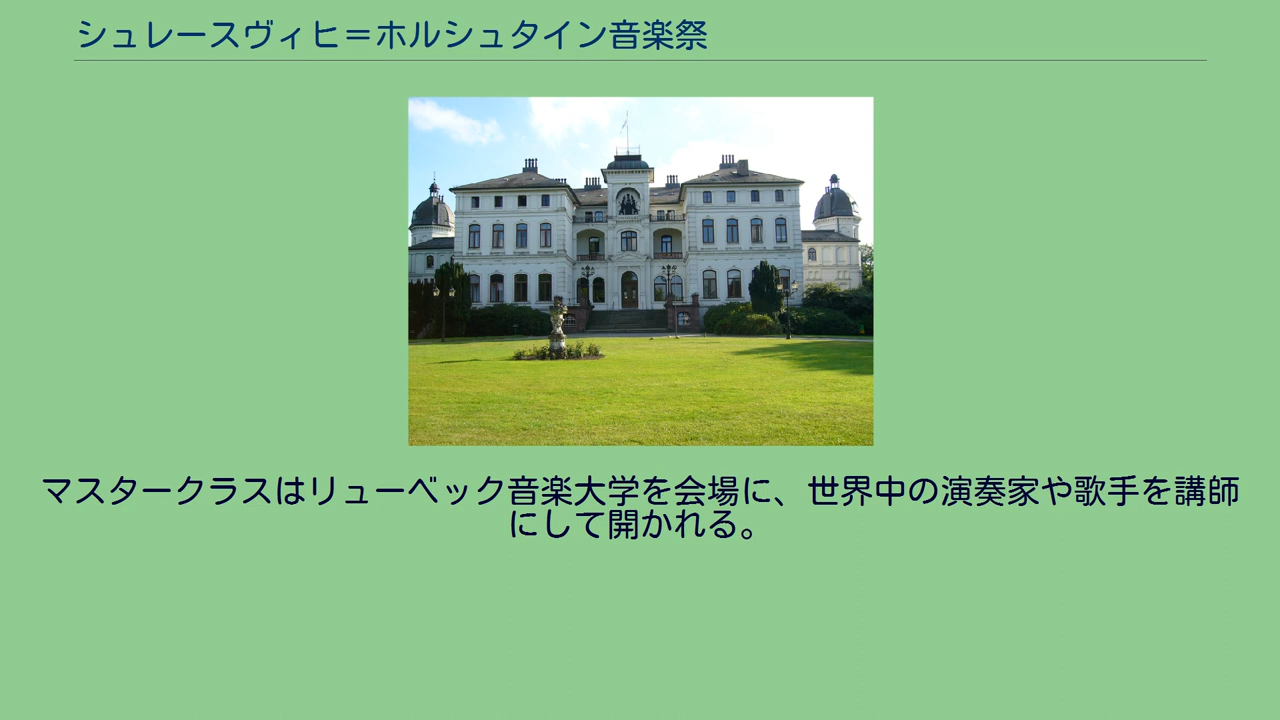 シュレースヴィヒ＝ホルシュタイン音楽祭
マスタークラスはリューベック音楽大学を会場に、世界中の演奏家や歌手を講師
にして開かれる。